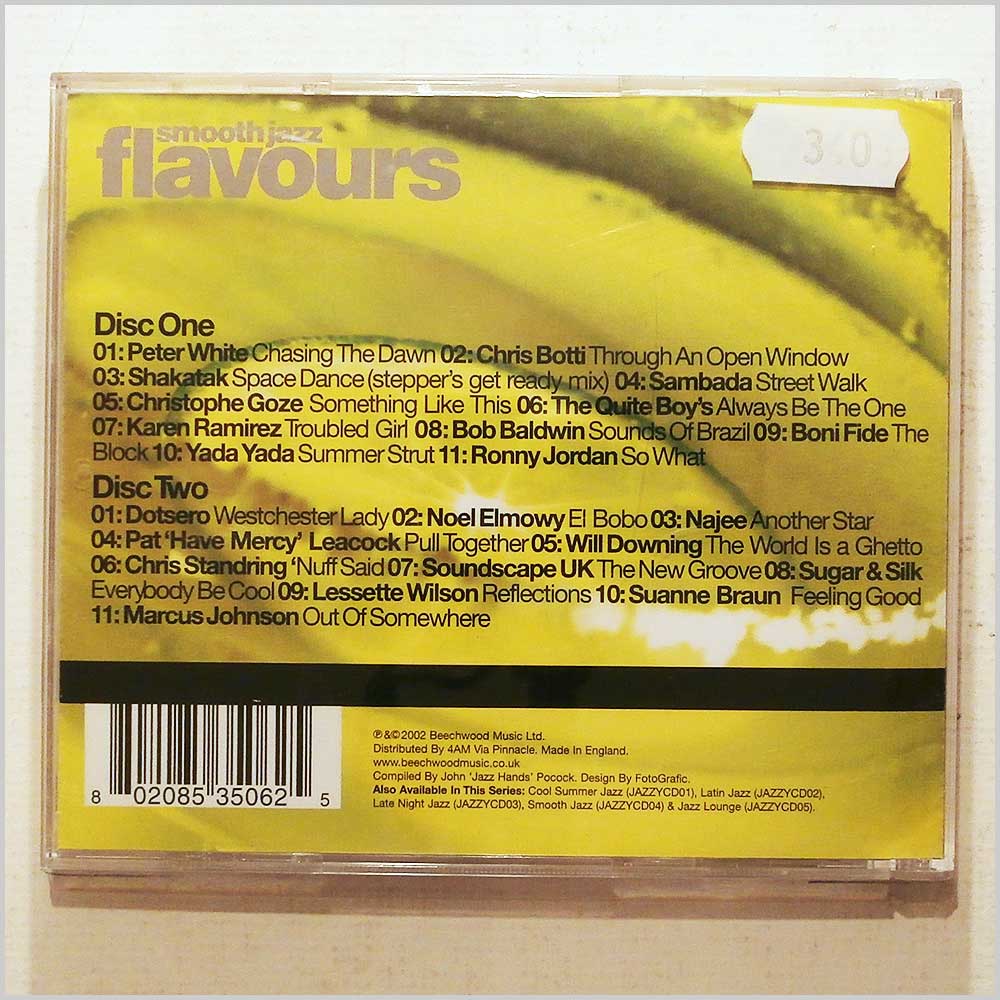 smooth jazz
flavours
3.0
Disc One
01: Peter White Chasing The Dawn 02: Chris Botti Through An Open Window
03: Shakatak Space Dance (stepper's get ready mix) 04: Sambada Street Walk
05: Christophe Goze Something Like This 06: The Quite Boy's Always Be The One
07: Karen Ramirez Troubled Girl 08: Bob Baldwin Sounds Of Brazil 09: Boni Fide The
Block 10: Yada Yada Summer Strut 11: Ronny Jordan So What
Disc Two
01: Dotsero Westchester Lady 02: Noel Elmowy El Bobo 03: Najee Another Star
04: Pat 'Have Mercy' Leacock Pull Together 05: Will Downing The World Is a Ghetto
06: Chris Standring 'Nuff Said 07: Soundscape UK The New Groove 08: Sugar & Silk
Everybody Be Cool 09: Lessette Wilson Reflections 10: Suanne Braun Feeling Good
11: Marcus Johnson Out Of Somewhere
8 02085 35062 5
℗&©2002 Beechwood Music Ltd.
Distributed By 4AM Via Pinnacle. Made In England.
www.beechwoodmusic.co.uk
Compiled By John 'Jazz Hands' Pocock. Design By FotoGrafic.
Also Available In This Series: Cool Summer Jazz (JAZZYCD01), Latin Jazz (JAZZYCD02),
Late Night Jazz (JAZZYCD03), Smooth Jazz (JAZZYCD04) & Jazz Lounge (JAZZYCD05).